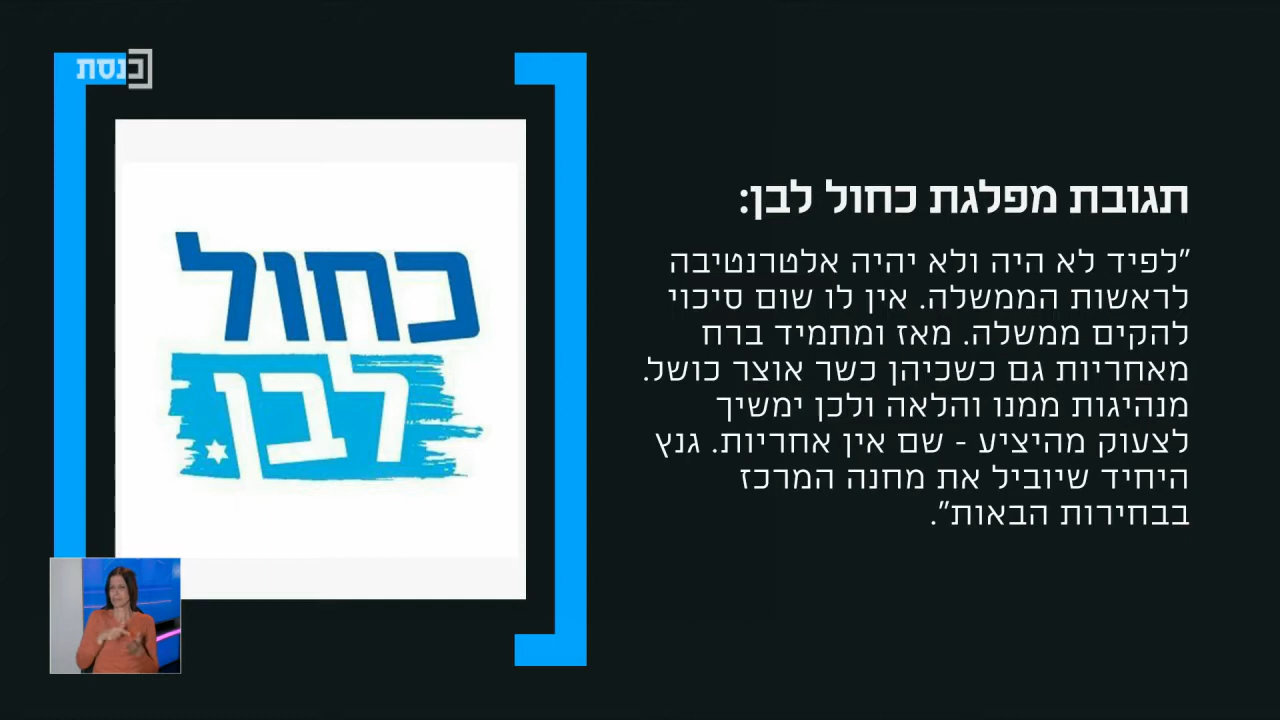 כנסת
כחול
לבן
תגובת מפלגת כחול לבן:
"לפיד לא היה ולא יהיה אלטרנטיבה
לראשות הממשלה. אין לו שום סיכוי
להקים ממשלה. מאז ומתמיד ברח
מאחריות גם כשכיהן כשר אוצר כושל.
מנהיגות ממנו והלאה ולכן ימשיך
לצעוק מהיציע - שם אין אחריות. גנץ
היחיד שיוביל את מחנה המרכז
בבחירות הבאות".